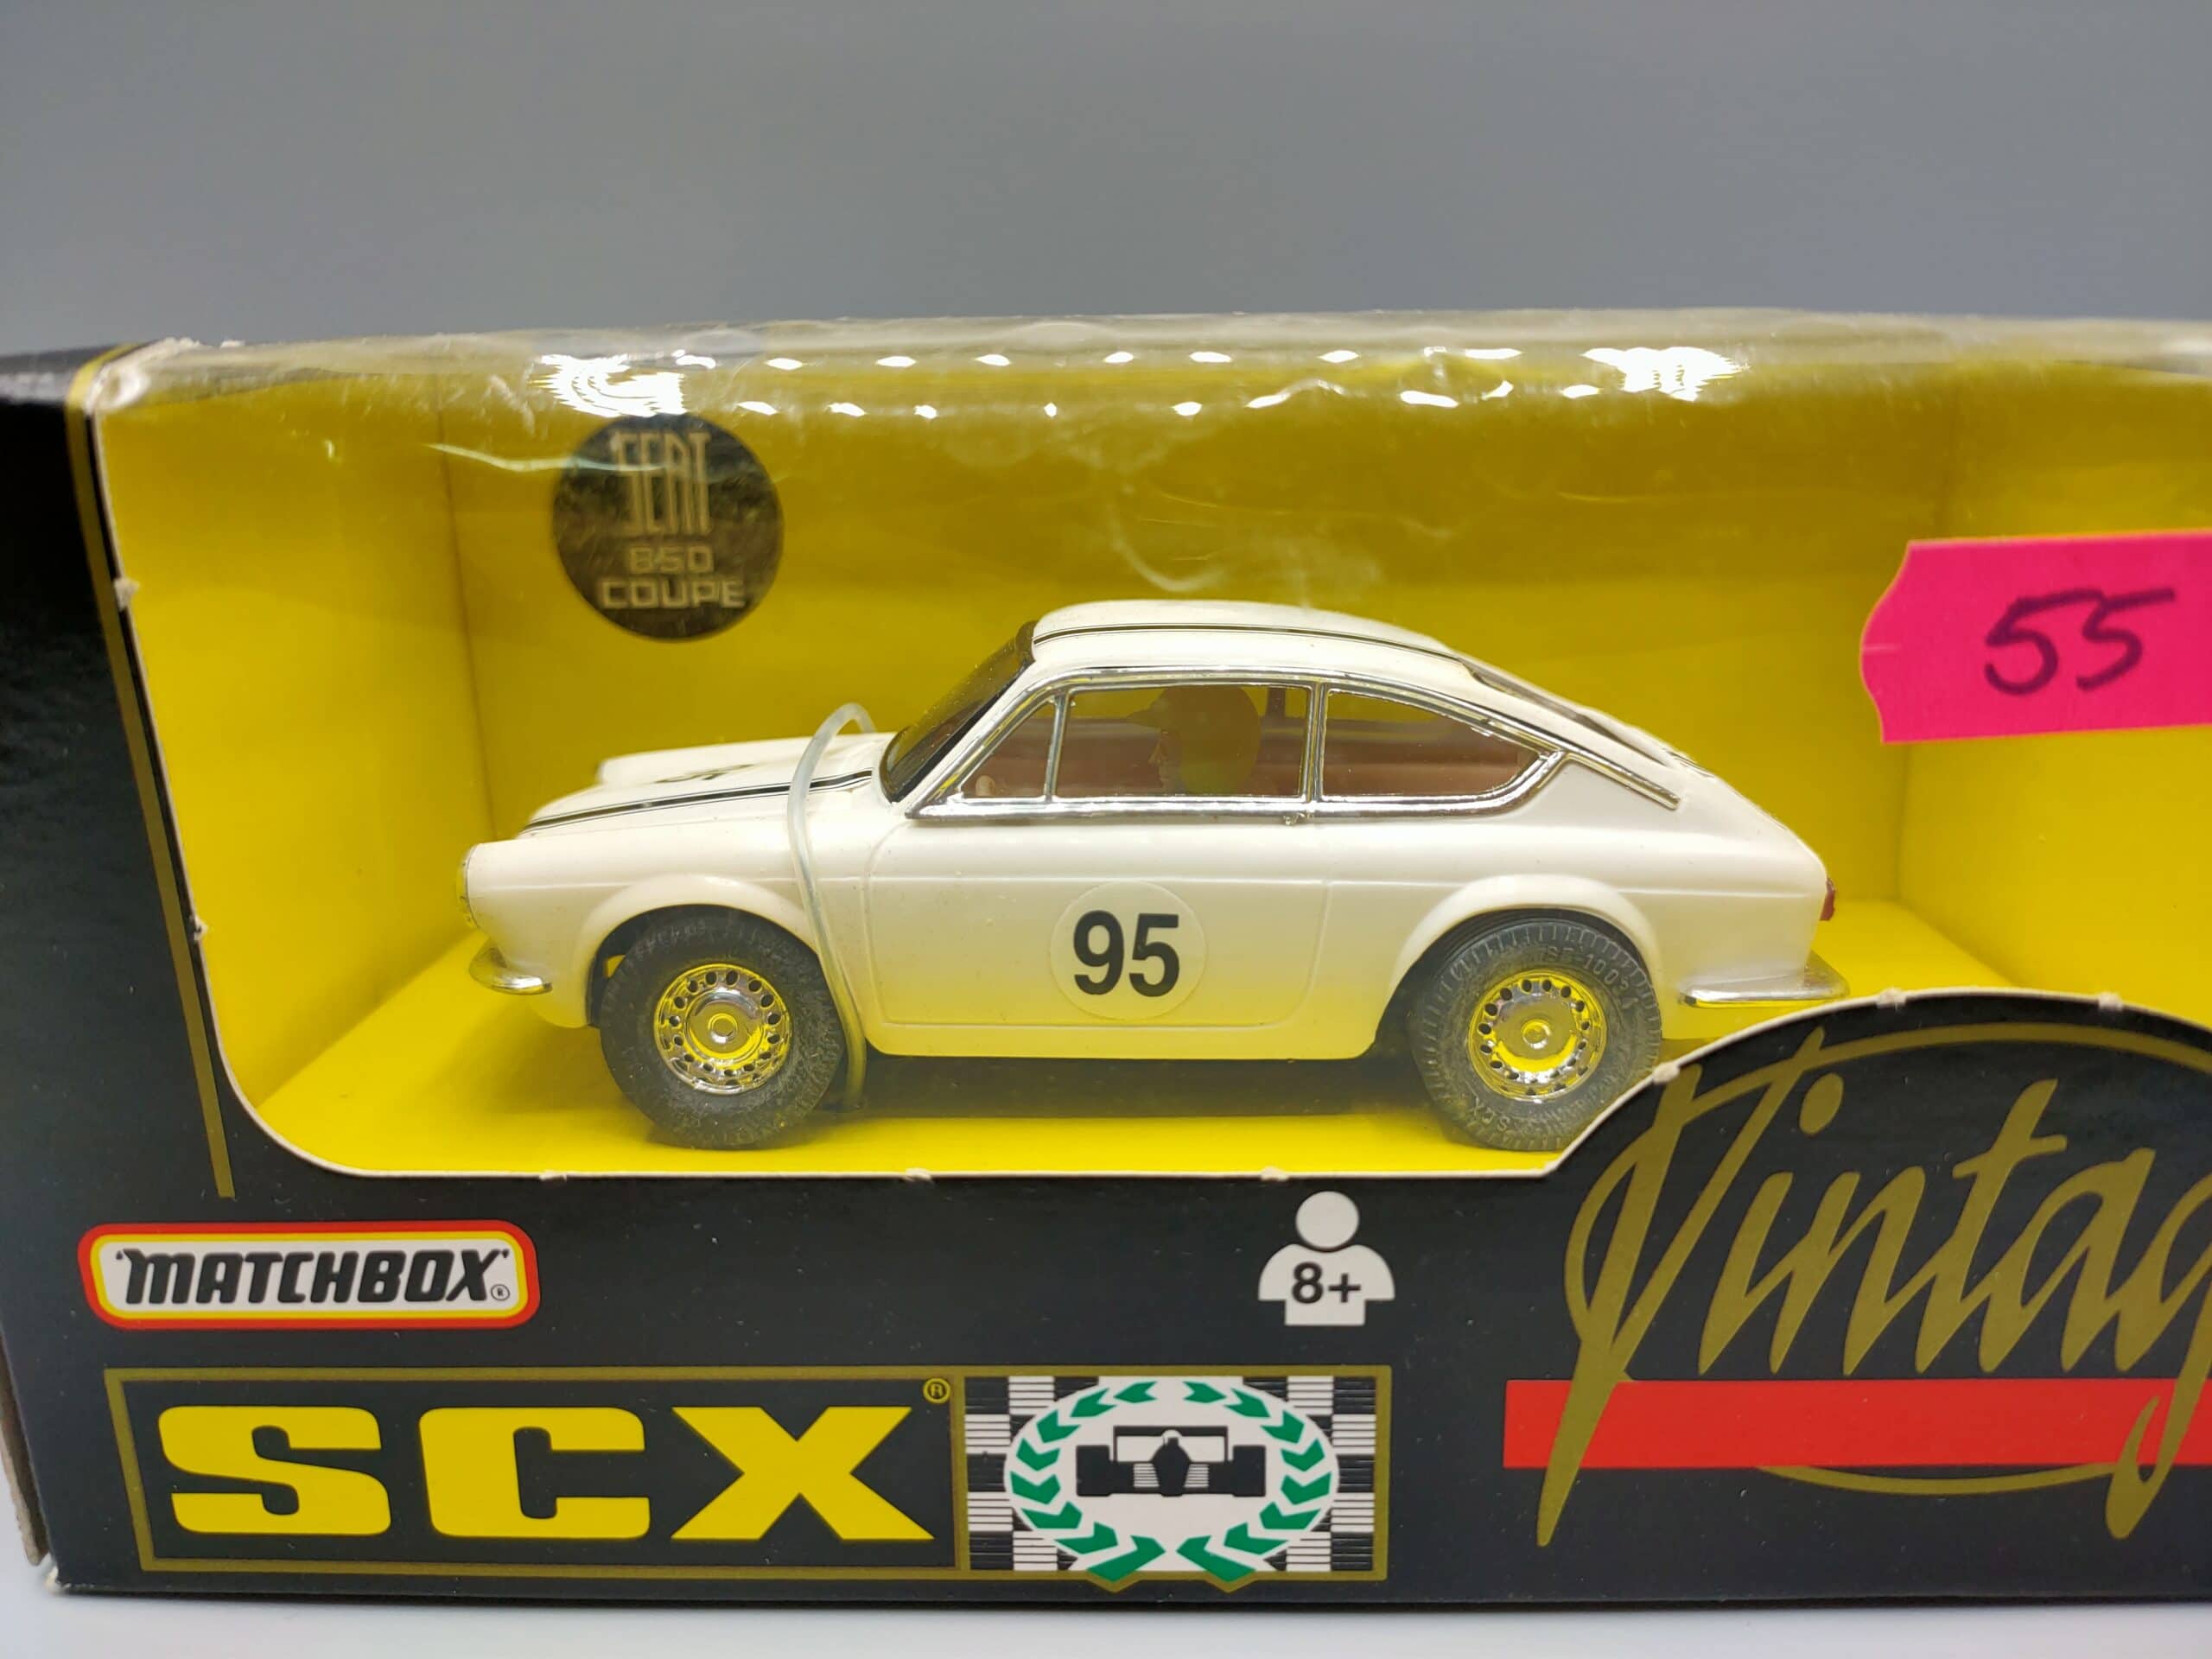 SEAT
850
COUPE
55
95
Vintag
'MATCHBOX'®
8+
SCX®